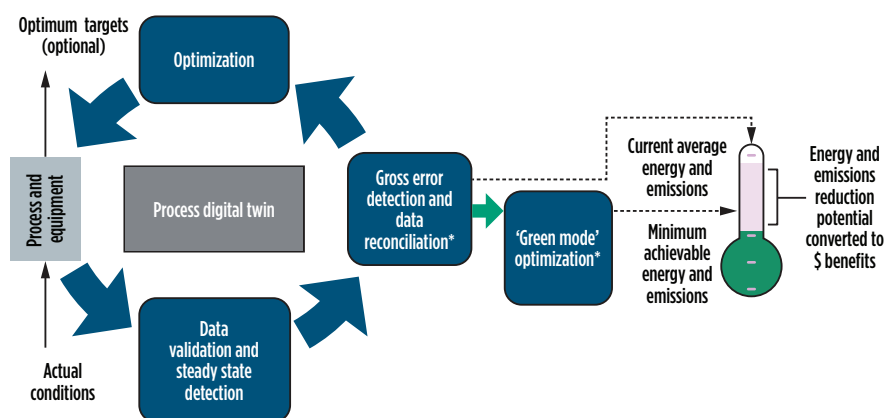 Optimum targets
(optional)
Optimization
Process and
equipment
Process digital twin
Gross error
detection and
data
reconciliation*
Data
validation and
steady state
detection
Actual
conditions
'Green mode'
optimization*
Current average
energy and
emissions
Minimum
achievable
energy and
emissions
Energy and
emissions
reduction
potential
converted to
$ benefits